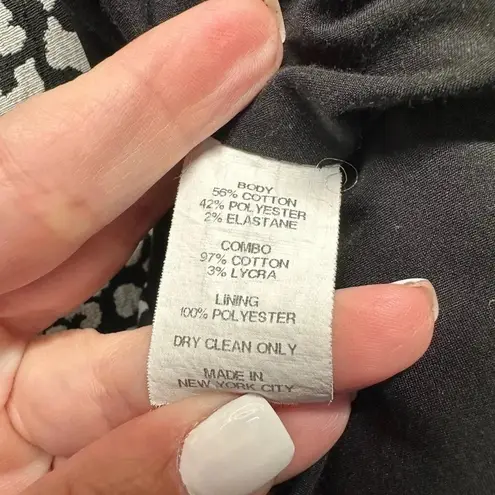 BODY
56% COTTON
42% POLYESTER
2% ELASTANE
COMBO
97% COTTON
3% LYCRA
LINING
100% POLYESTER
DRY CLEAN ONLY
MADE IN
NEW YORK CITY